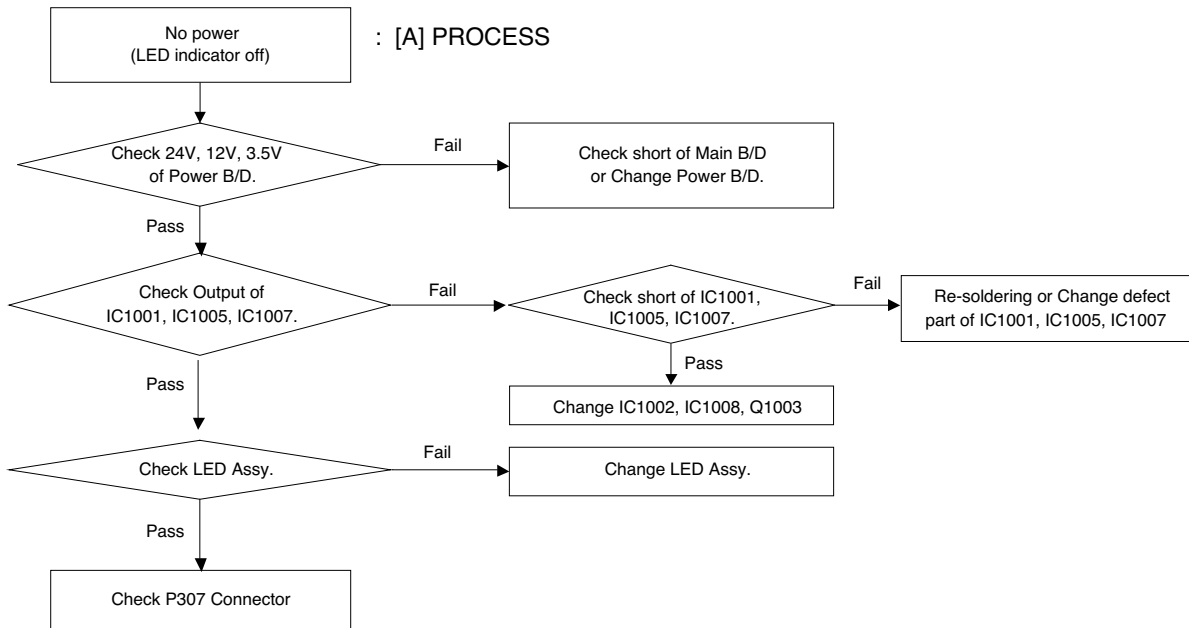 No power
(LED indicator off)
: [A] PROCESS
Check 24V, 12V, 3.5V
of Power B/D.
Fail
Check short of Main B/D
or Change Power B/D.
Pass
Check Output of
IC1001, IC1005, IC1007.
Fail
Check short of IC1001,
IC1005, IC1007.
Fail
Re-soldering or Change defect
part of IC1001, IC1005, IC1007
Pass
Change IC1002, IC1008, Q1003
Pass
Check LED Assy.
Fail
Change LED Assy.
Pass
Check P307 Connector